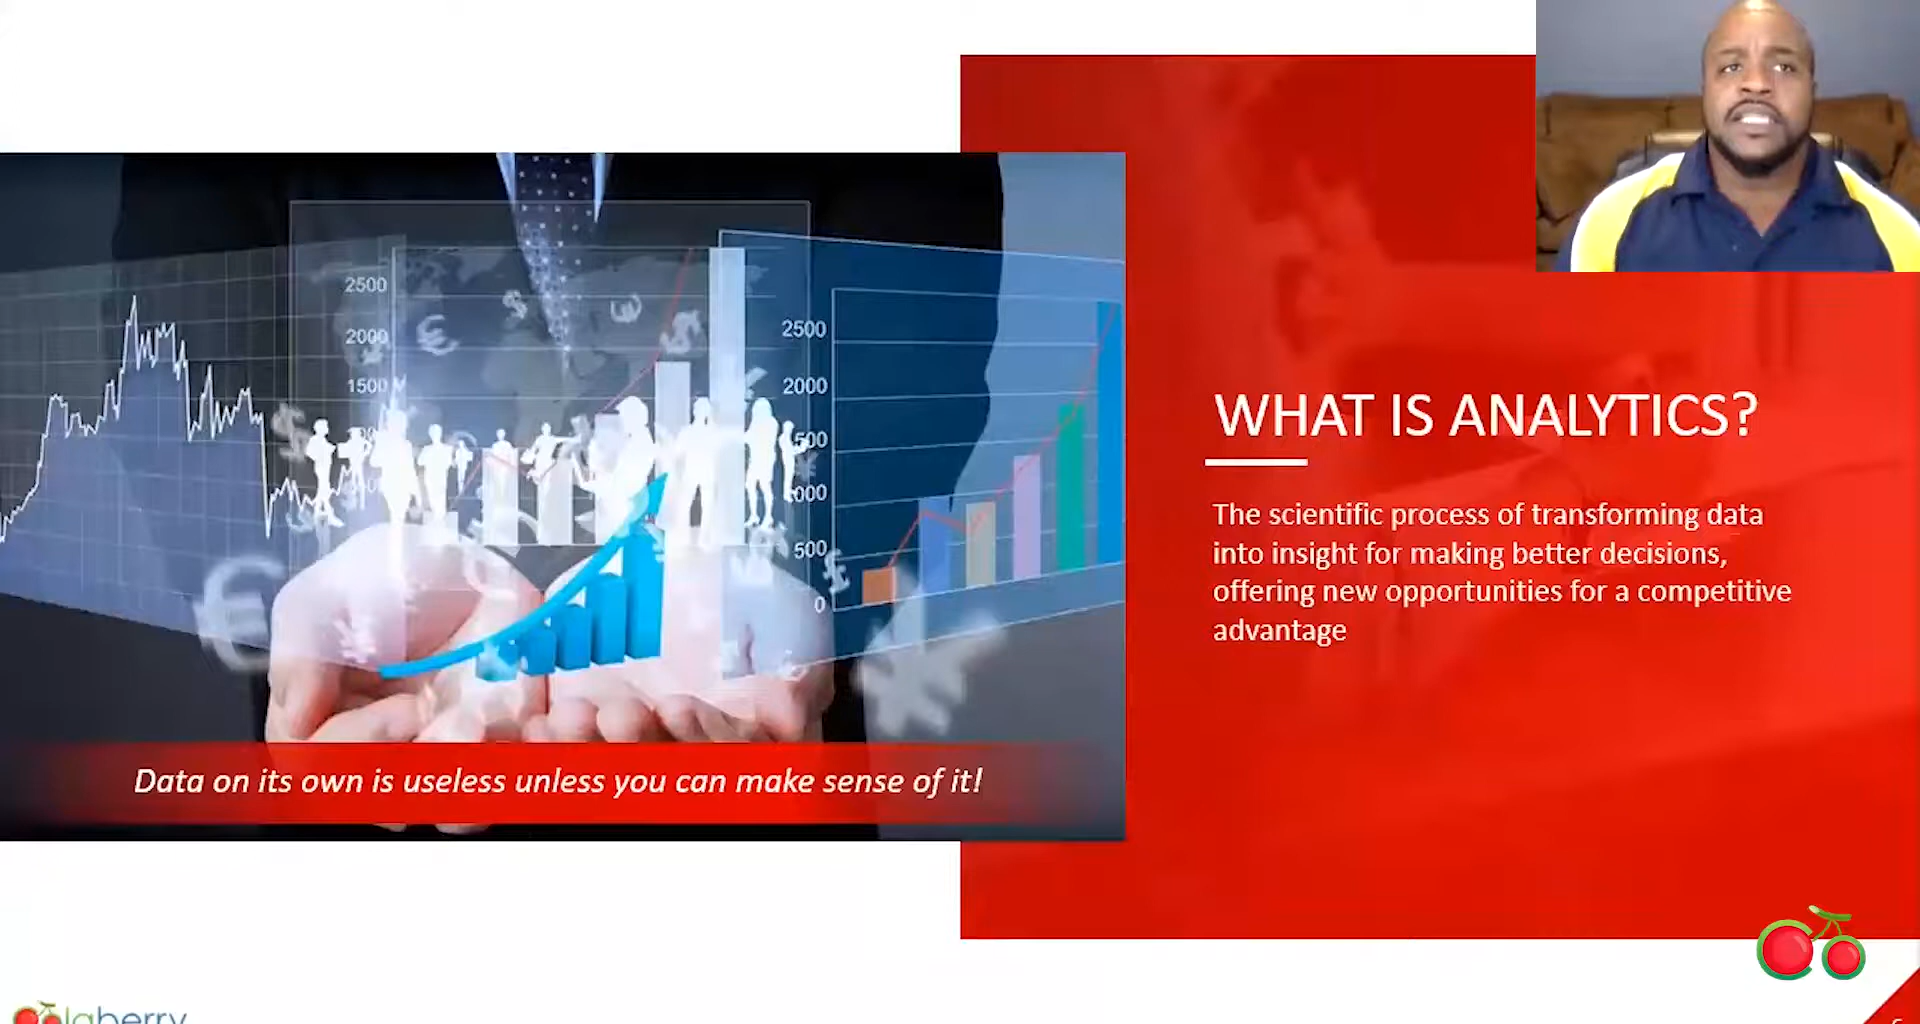 2500
2000
1500
2500
2000
500
000
500
0
WHAT IS ANALYTICS?
The scientific process of transforming data
into insight for making better decisions,
offering new opportunities for a competitive
advantage
Data on its own is useless unless you can make sense of it!